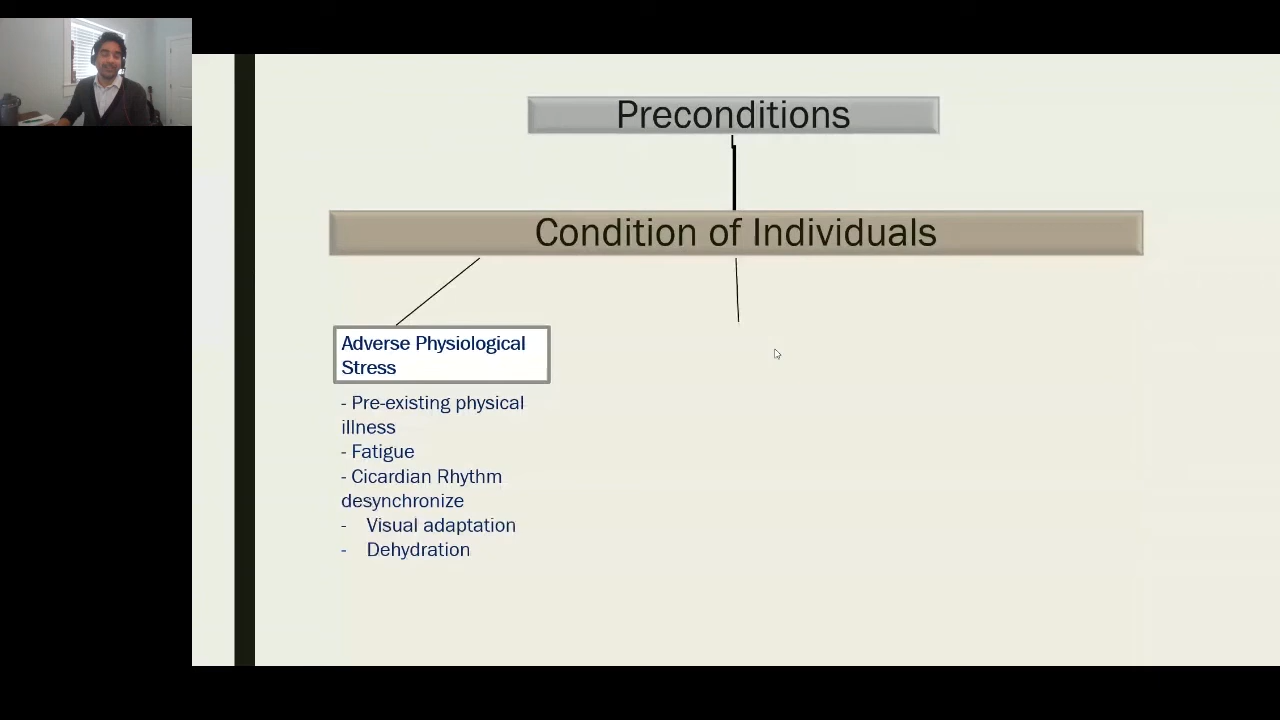 Preconditions
Condition of Individuals
Adverse Physiological
Stress
- Pre-existing physical
illness
- Fatigue
- Cicardian Rhythm
desynchronize
- Visual adaptation
- Dehydration